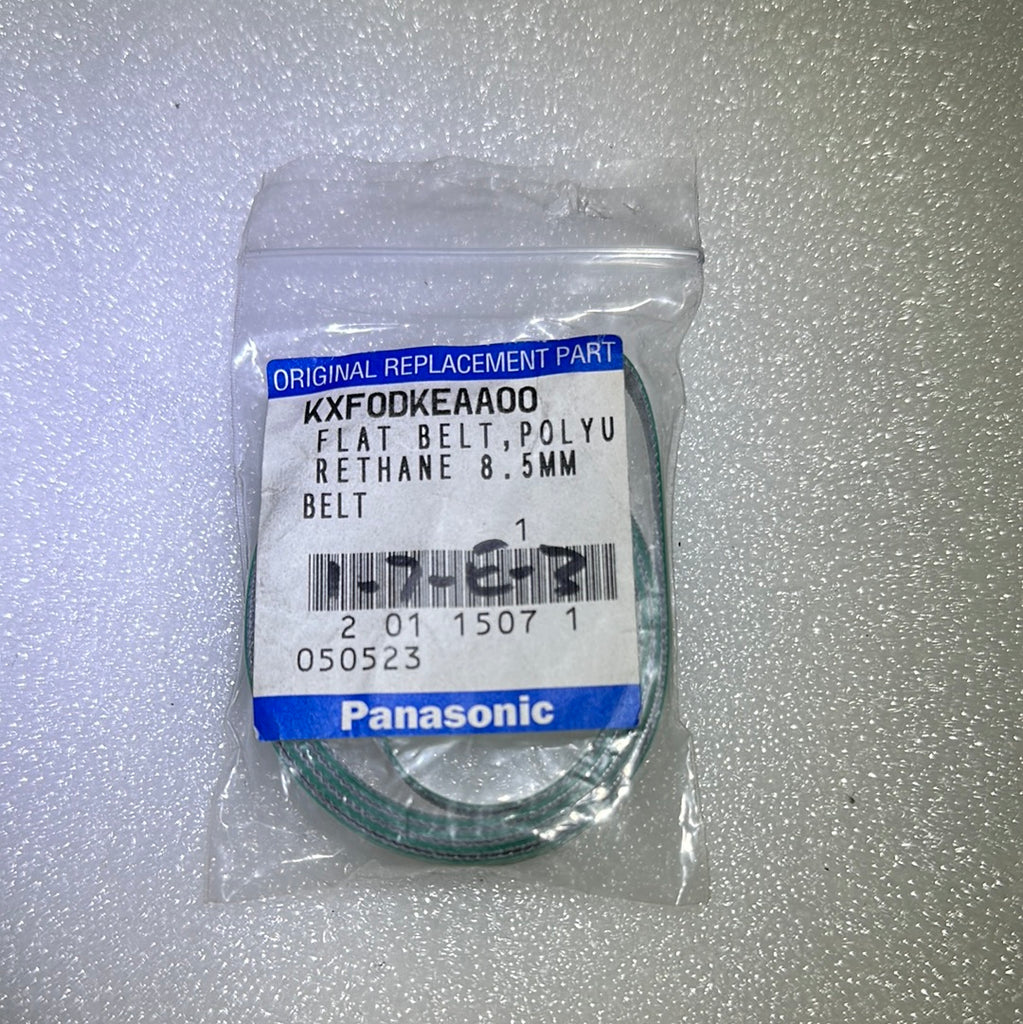 ORIGINAL REPLACEMENT PART
KXF0DKEAA00
FLAT BELT,POLYU
RETHANE 8.5MM
BELT
1
1-7-E-3
2 01 1507 1
050523
Panasonic